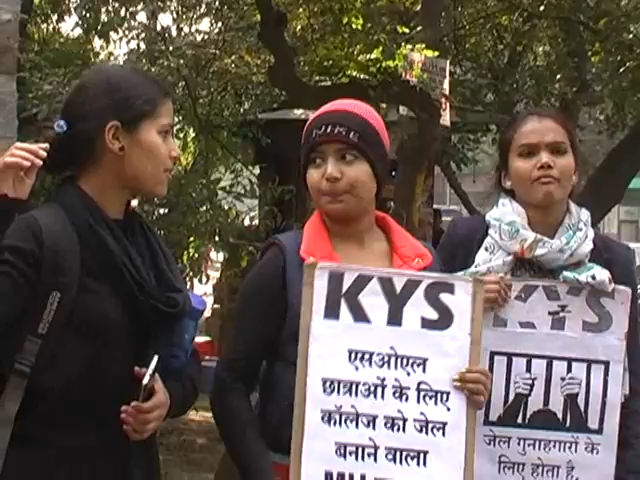 NIKE
KYS
एसओएल
छात्राओं के लिए
कॉलेज को जेल
बनाने वाला
KYS
जेल गुनाहगारों के
लिए होता है,